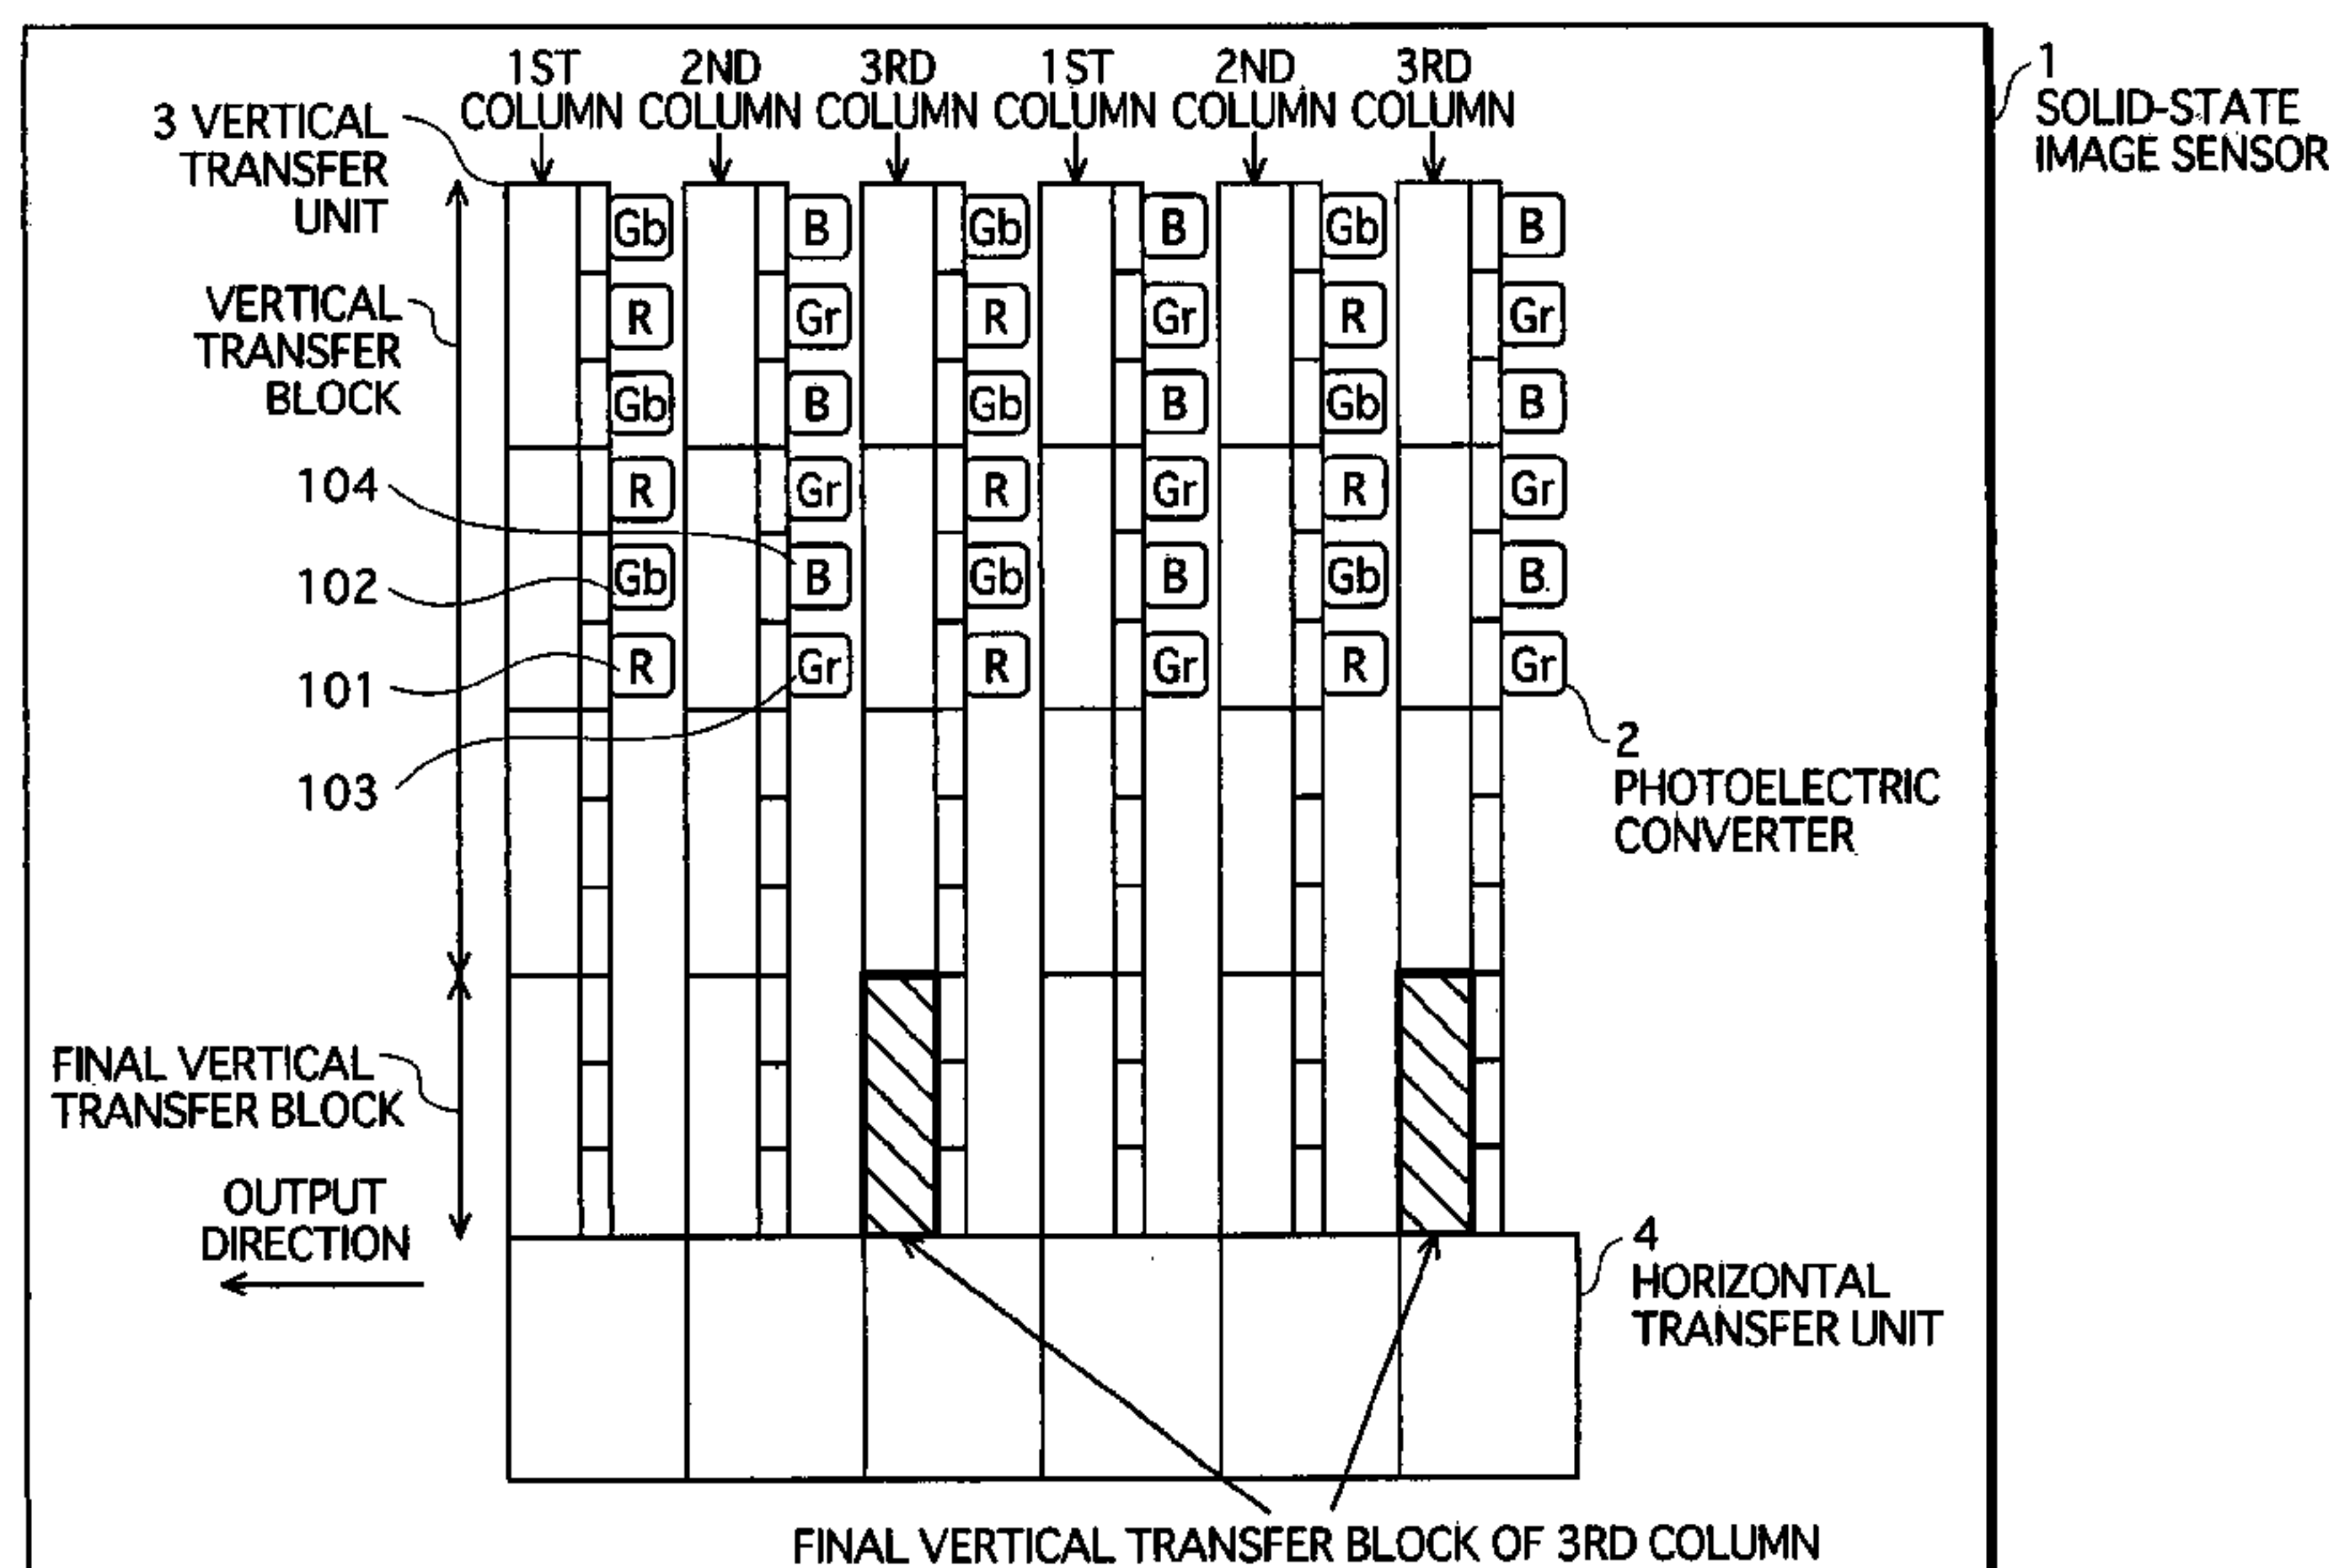 1ST COLUMN
2ND COLUMN
3RD COLUMN
1ST COLUMN
2ND COLUMN
3RD COLUMN
1
SOLID-STATE
IMAGE SENSOR
3 VERTICAL
TRANSFER
UNIT
VERTICAL
TRANSFER
BLOCK
Gb B Gb B Gb B
R Gr R Gr R Gr
Gb B Gb B Gb B
104
R Gr R Gr R Gr
102
Gb B Gb B Gb B
101
R Gr R Gr R Gr
103
2
PHOTOELECTRIC
CONVERTER
FINAL VERTICAL
TRANSFER BLOCK
OUTPUT
DIRECTION
4
HORIZONTAL
TRANSFER UNIT
FINAL VERTICAL TRANSFER BLOCK OF 3RD COLUMN